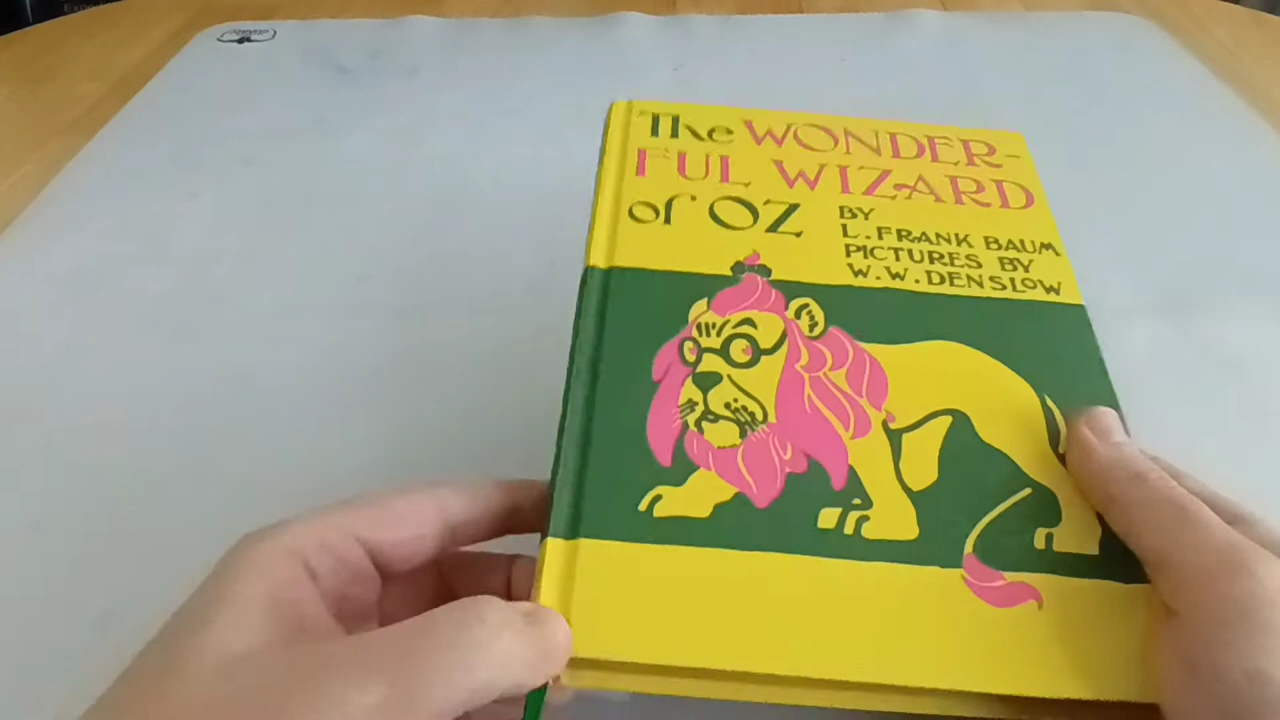 The WONDER-
FUL WIZARD
of OZ
BY
L. FRANK BAUM
PICTURES BY
W. W. DENSLOW